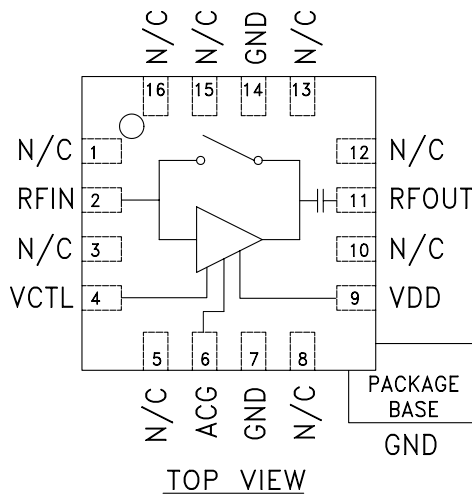 N/C N/C GND N/C
16 15 14 13
N/C 1 12 N/C
RFIN 2 11 RFOUT
N/C 3 10 N/C
VCTL 4 9 VDD
5 6 7 8
N/C ACG GND N/C
PACKAGE
BASE
GND
TOP VIEW